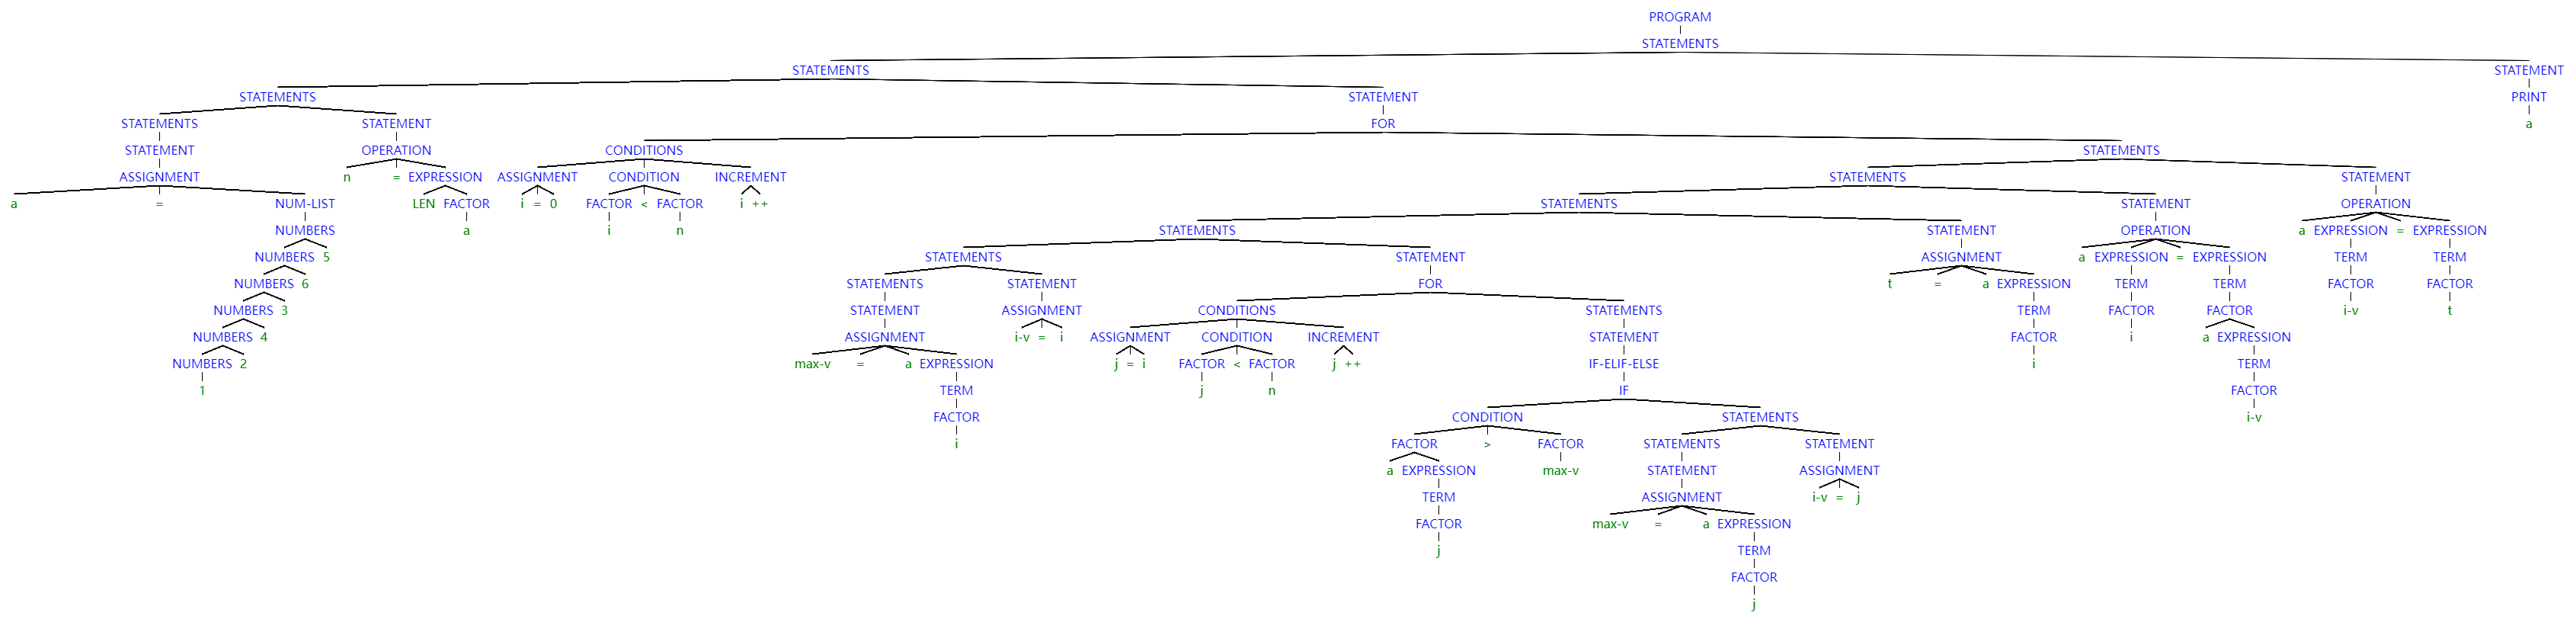 PROGRAM
STATEMENTS
STATEMENTS STATEMENT
STATEMENTS STATEMENT PRINT
STATEMENTS STATEMENT FOR a
STATEMENT OPERATION CONDITIONS STATEMENTS
ASSIGNMENT n = EXPRESSION ASSIGNMENT CONDITION INCREMENT STATEMENTS STATEMENT
a = NUM-LIST LEN FACTOR i = 0 FACTOR < FACTOR i ++ STATEMENTS STATEMENT OPERATION
NUMBERS a i n STATEMENTS STATEMENT OPERATION a EXPRESSION = EXPRESSION
NUMBERS 5 STATEMENTS STATEMENT ASSIGNMENT a EXPRESSION = EXPRESSION TERM TERM
NUMBERS 6 STATEMENTS STATEMENT FOR t = a EXPRESSION TERM TERM FACTOR FACTOR
NUMBERS 3 STATEMENT ASSIGNMENT CONDITIONS STATEMENTS TERM FACTOR FACTOR i-v t
NUMBERS 4 ASSIGNMENT i-v = i ASSIGNMENT CONDITION INCREMENT STATEMENT FACTOR i a EXPRESSION
NUMBERS 2 max-v = a EXPRESSION j = i FACTOR < FACTOR j ++ IF-ELIF-ELSE i TERM
1 TERM j n IF FACTOR
FACTOR CONDITION STATEMENTS i-v
i FACTOR > FACTOR STATEMENTS STATEMENT
a EXPRESSION max-v STATEMENT ASSIGNMENT
TERM ASSIGNMENT i-v = j
FACTOR max-v = a EXPRESSION
j TERM
FACTOR
j